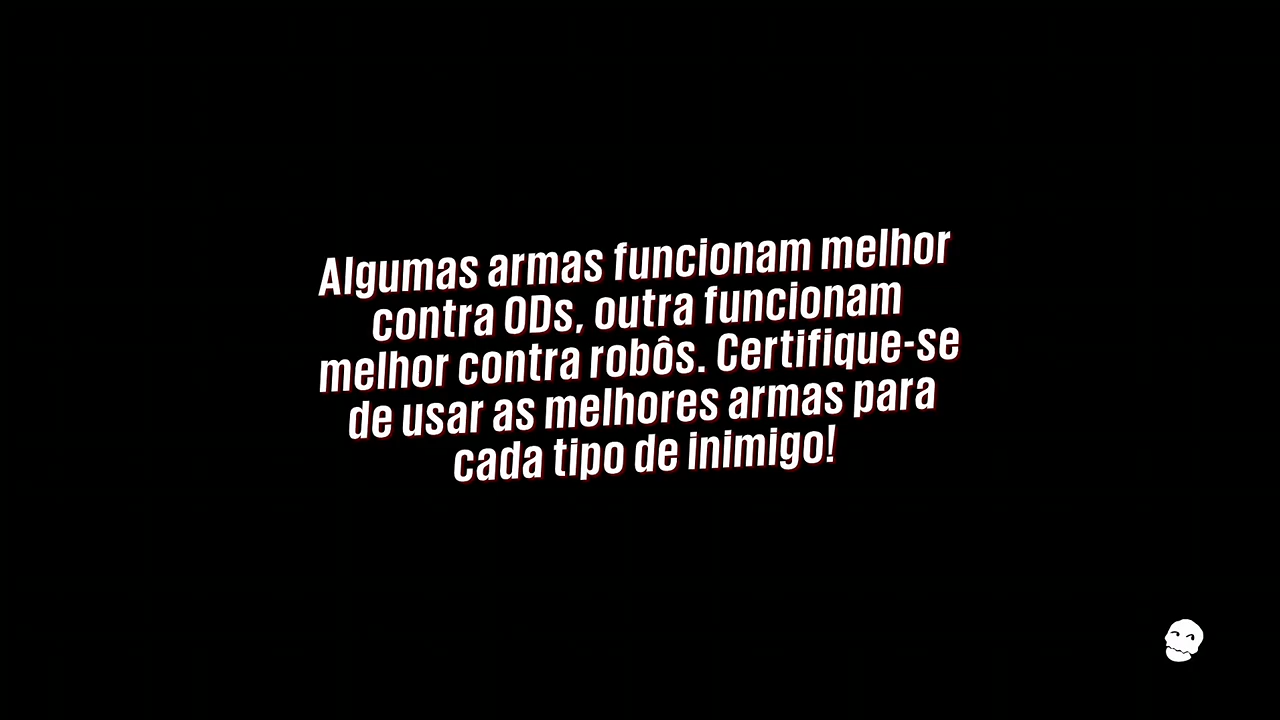 Algumas armas funcionam melhor
contra ODs, outra funcionam
melhor contra robôs. Certifique-se
de usar as melhores armas para
cada tipo de inimigo!